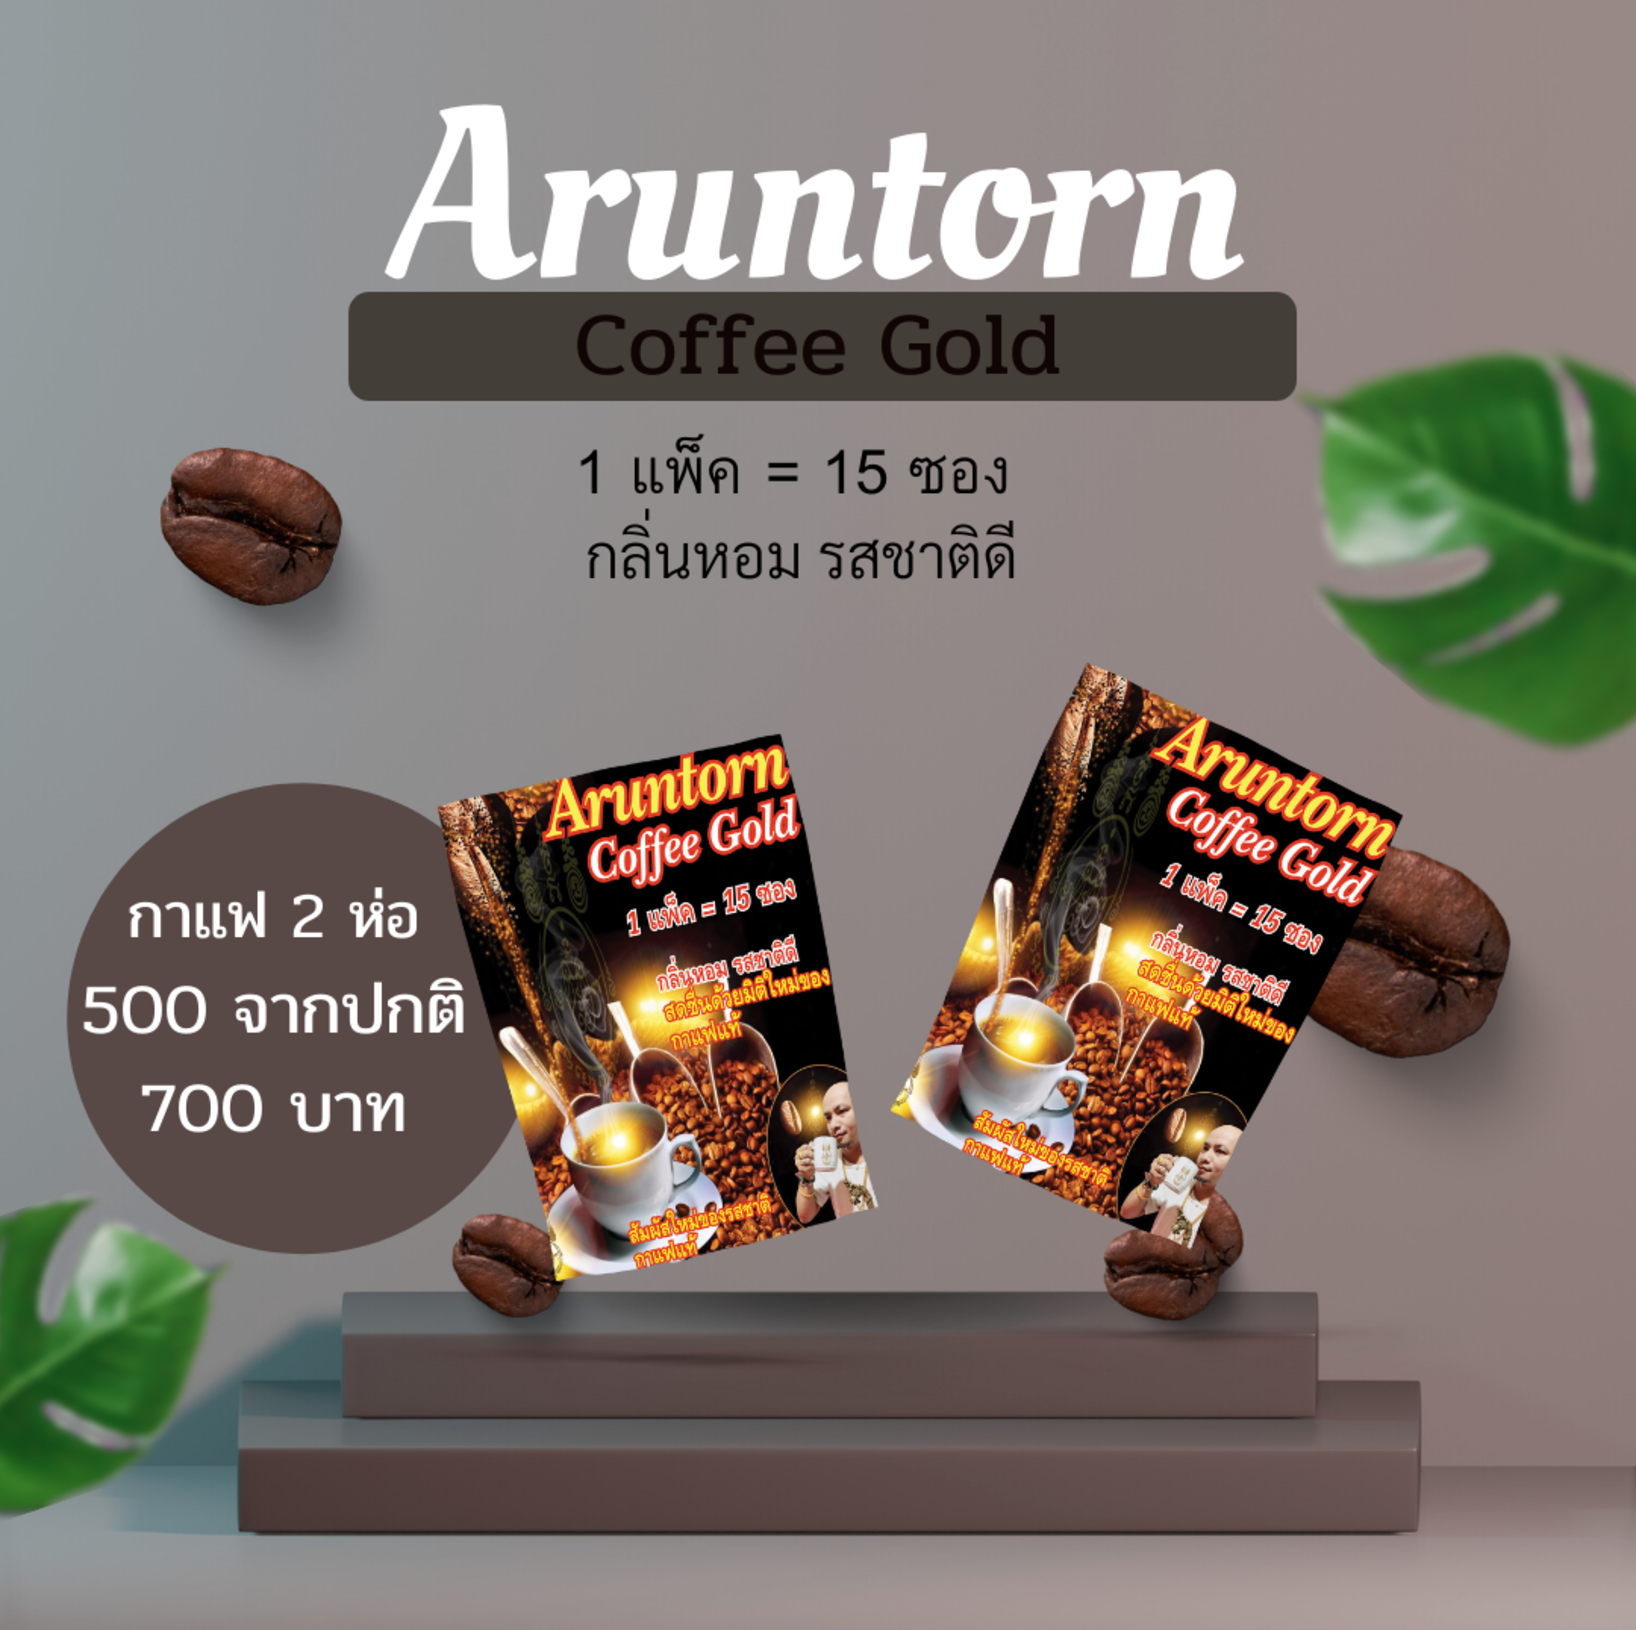 Aruntorn
Coffee Gold
1 แพ็ค = 15 ซอง
กลิ่นหอม รสชาติดี
กาแฟ 2 ห่อ
500 จากปกติ
700 บาท
Aruntorn
Coffee Gold
1 แพ็ค = 15 ซอง
กลิ่นหอม รสชาติดี
สดชื่นด้วยมิติใหม่ของ
กาแฟแท้
สัมผัสใหม่ของรสชาติ
กาแฟแท้
Aruntorn
Coffee Gold
1 แพ็ค = 15 ซอง
กลิ่นหอม รสชาติดี
สดชื่นด้วยมิติใหม่ของ
กาแฟแท้
สัมผัสใหม่ของรสชาติ
กาแฟแท้